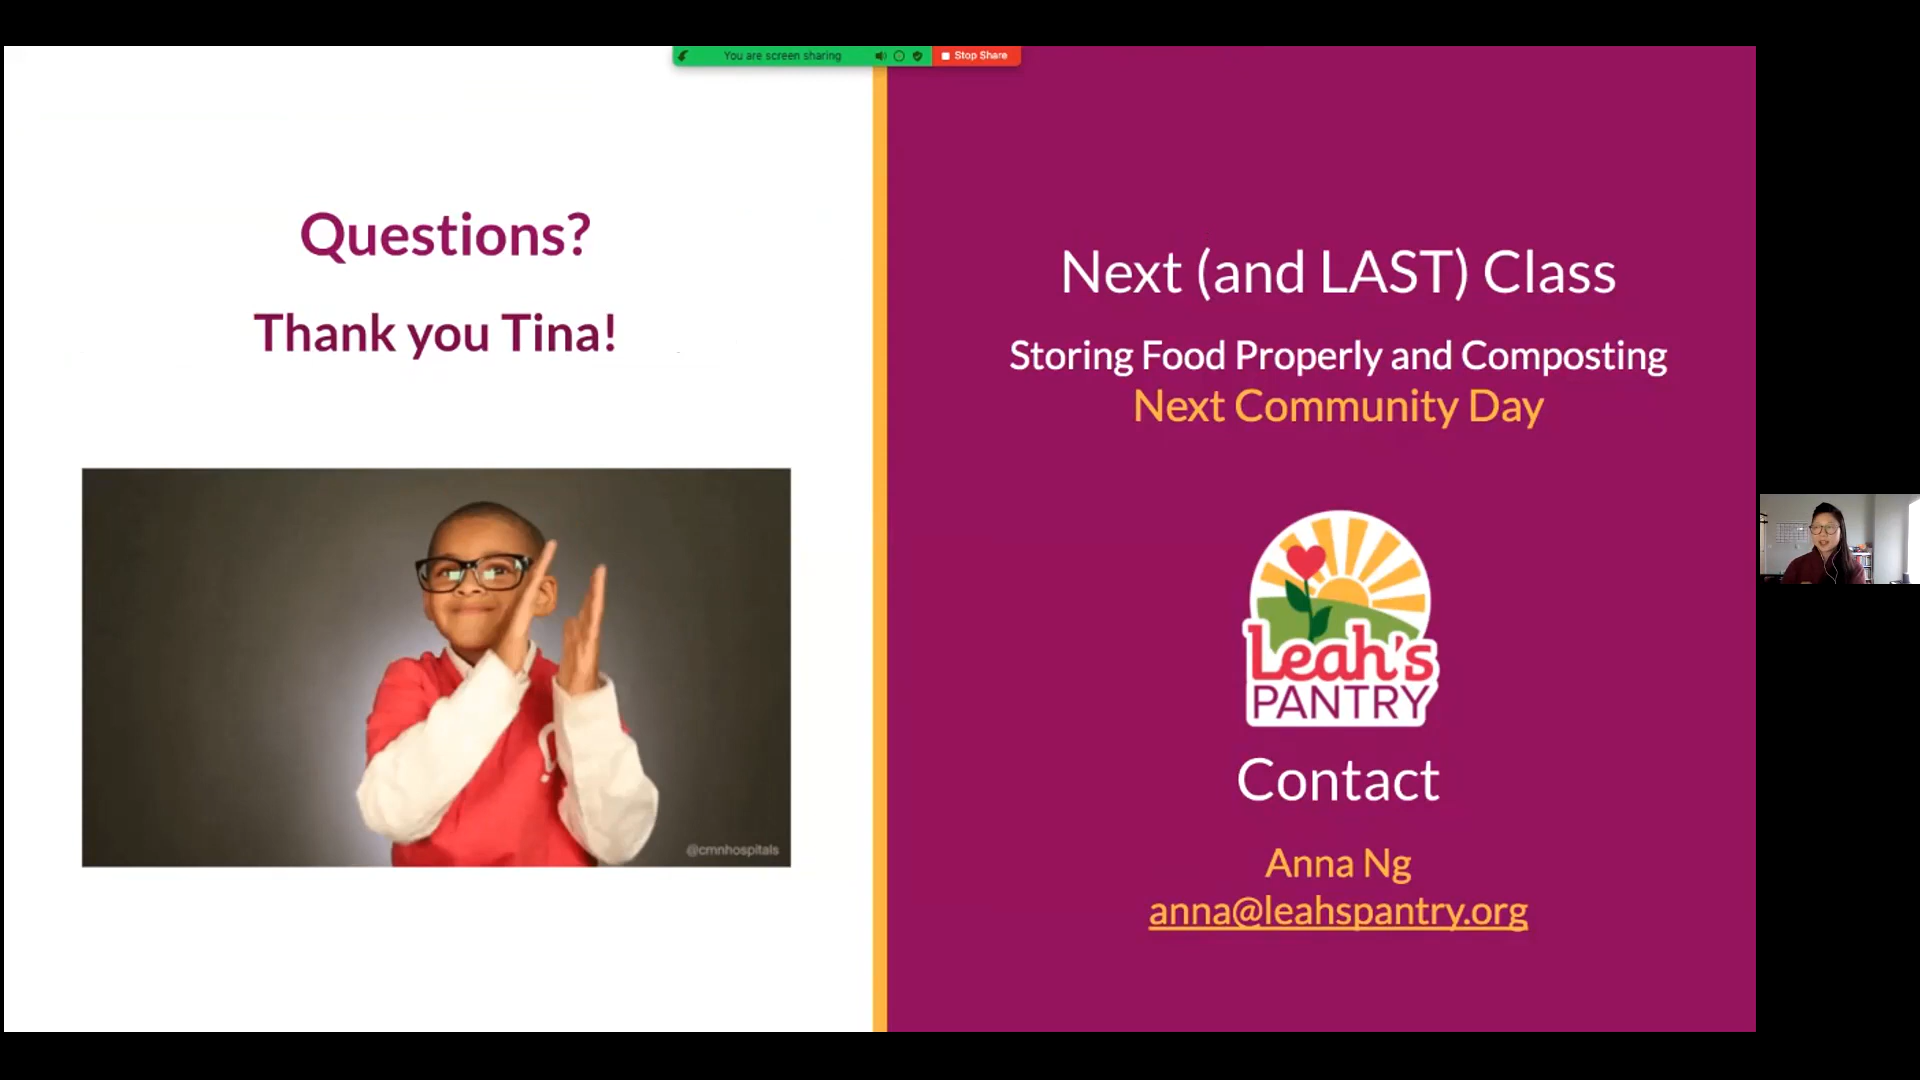 You are screen sharing
Stop Share
Questions?
Thank you Tina!
@cmnhospitals
Next (and LAST) Class
Storing Food Properly and Composting
Next Community Day
Leah's
PANTRY
Contact
Anna Ng
anna@leahspantry.org